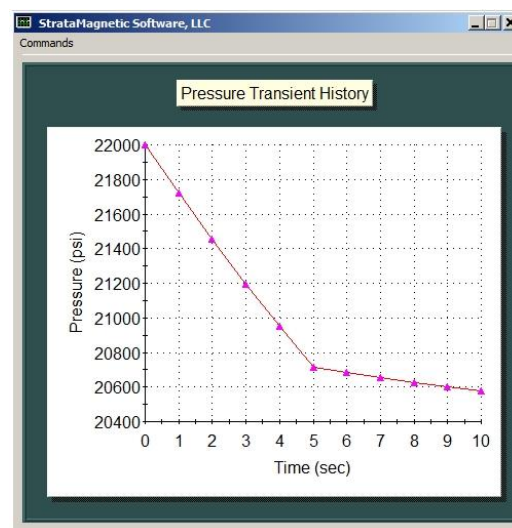 StrataMagnetic Software, LLC
Commands
Pressure Transient History
Pressure (psi)
22000
21800
21600
21400
21200
21000
20800
20600
20400
0 1 2 3 4 5 6 7 8 9 10
Time (sec)